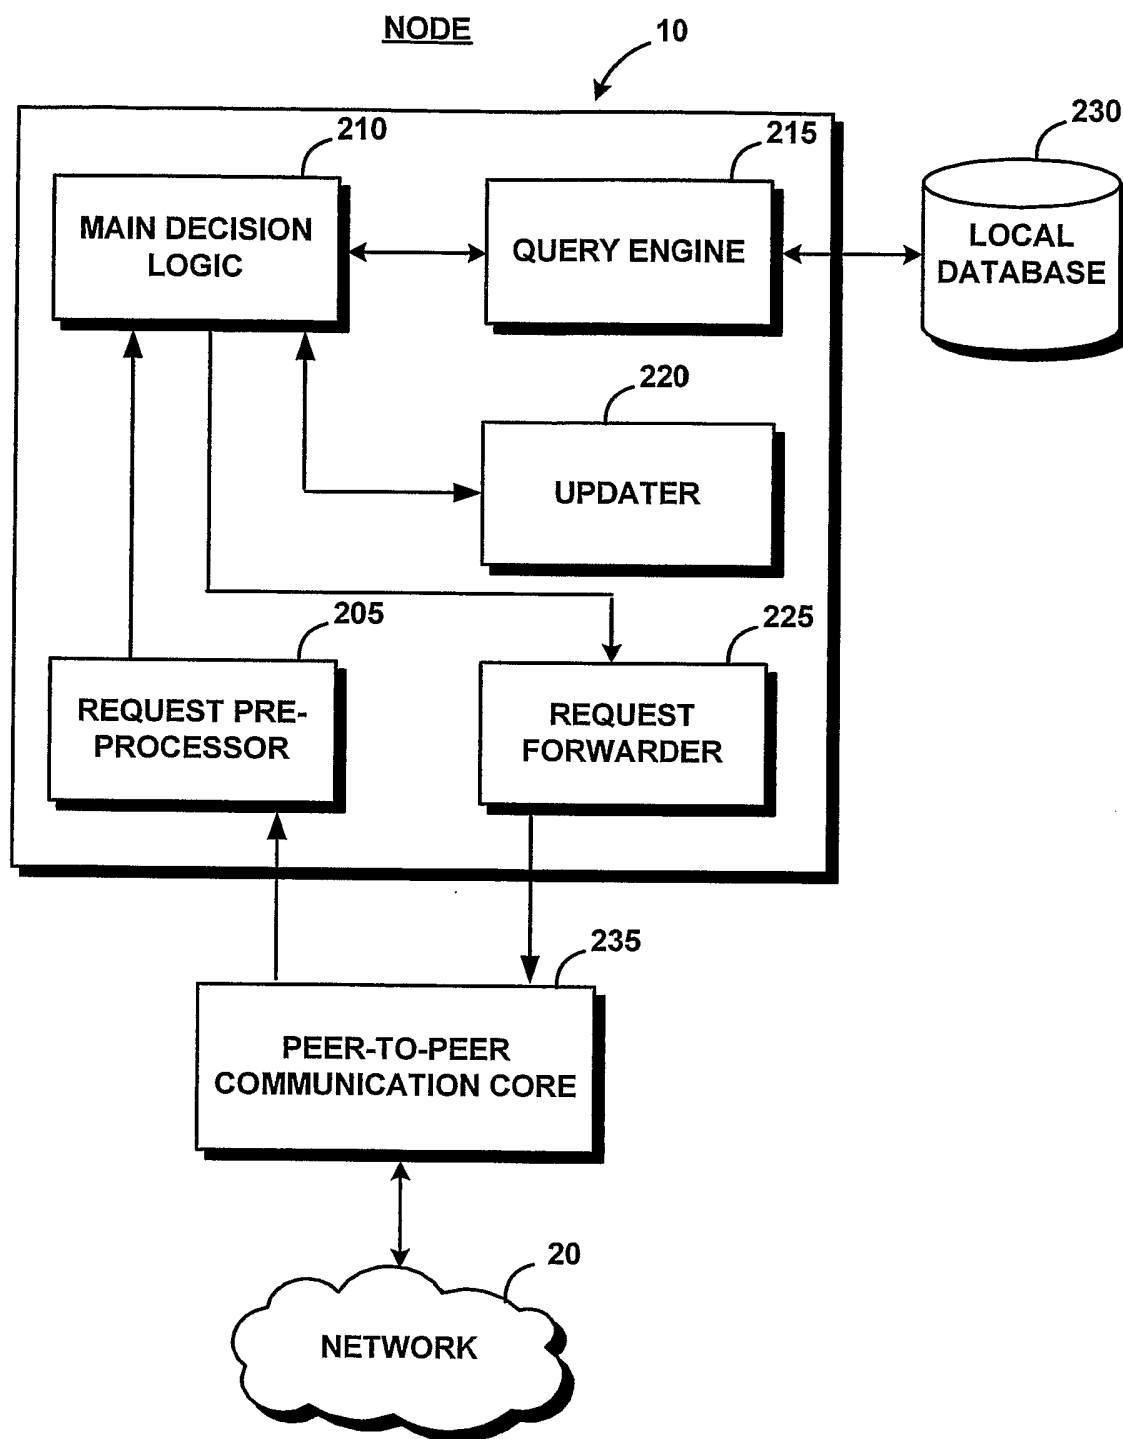 NODE
10
210
215
230
MAIN DECISION
LOGIC
QUERY ENGINE
LOCAL
DATABASE
220
UPDATER
205
225
REQUEST PRE-
PROCESSOR
REQUEST
FORWARDER
235
PEER-TO-PEER
COMMUNICATION CORE
20
NETWORK